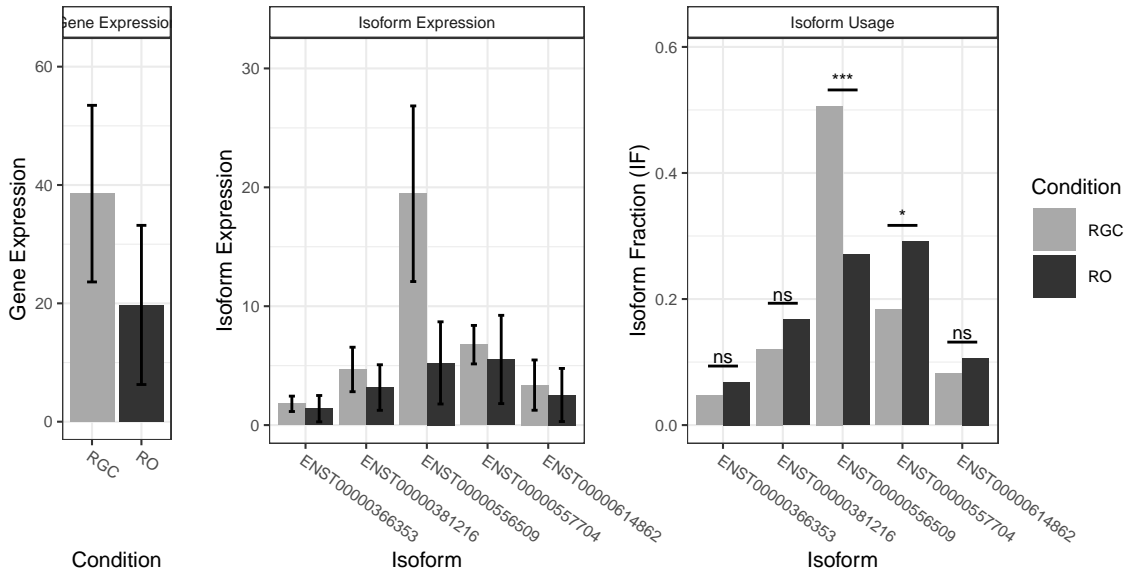 Gene Expression
60
40
20
0
Gene Expression
RGC
RO
Condition
Isoform Expression
30
20
10
0
Isoform Expression
ENST00000366353
ENST00000381216
ENST00000556509
ENST00000557704
ENST00000614862
Isoform
Isoform Usage
0.6
0.4
0.2
0.0
Isoform Fraction (IF)
ns
ns
***
*
ns
ENST00000366353
ENST00000381216
ENST00000556509
ENST00000557704
ENST00000614862
Isoform
Condition
RGC
RO